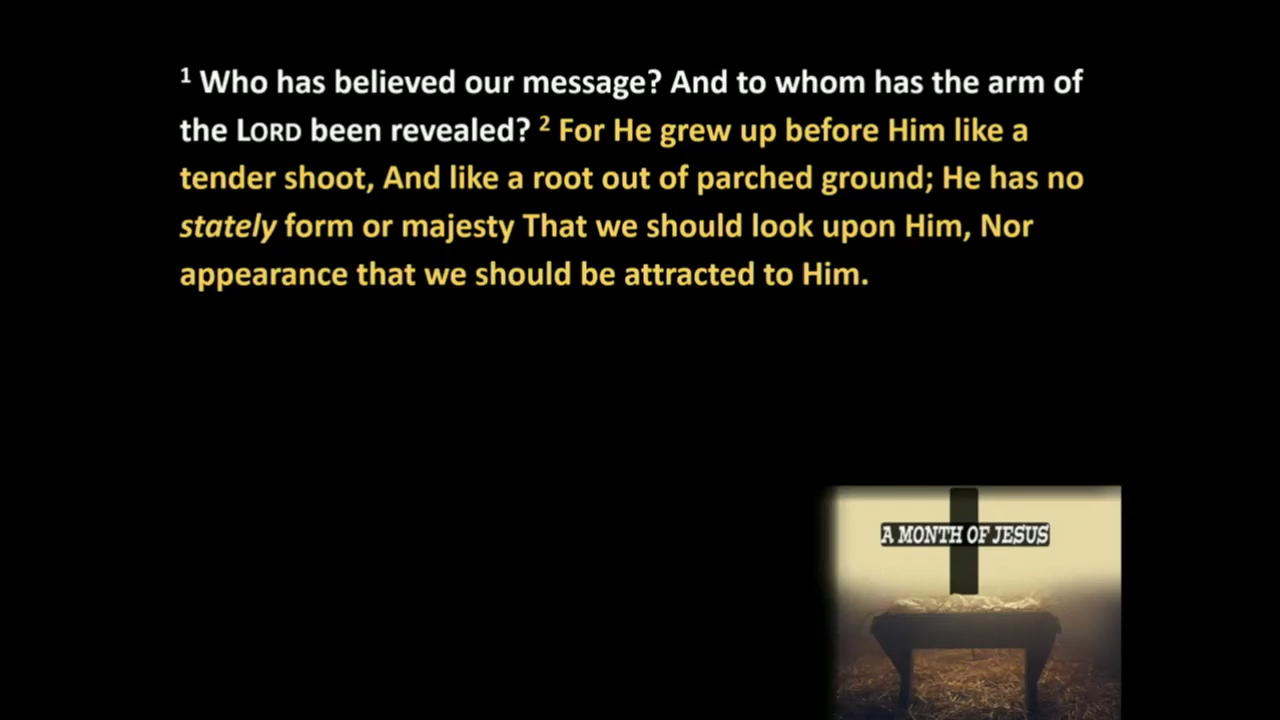 ¹ Who has believed our message? And to whom has the arm of
the LORD been revealed? ² For He grew up before Him like a
tender shoot, And like a root out of parched ground; He has no
stately form or majesty That we should look upon Him, Nor
appearance that we should be attracted to Him.
A MONTH OF JESUS